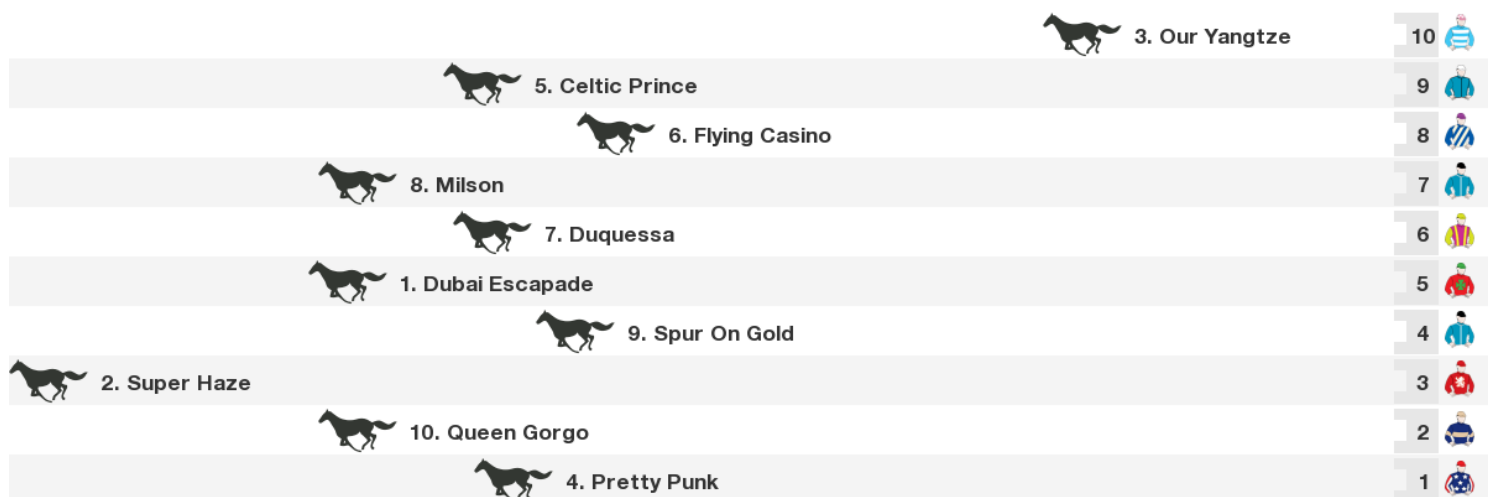 3. Our Yangtze 10
5. Celtic Prince 9
6. Flying Casino 8
8. Milson 7
7. Duquessa 6
1. Dubai Escapade 5
9. Spur On Gold 4
2. Super Haze 3
10. Queen Gorgo 2
4. Pretty Punk 1